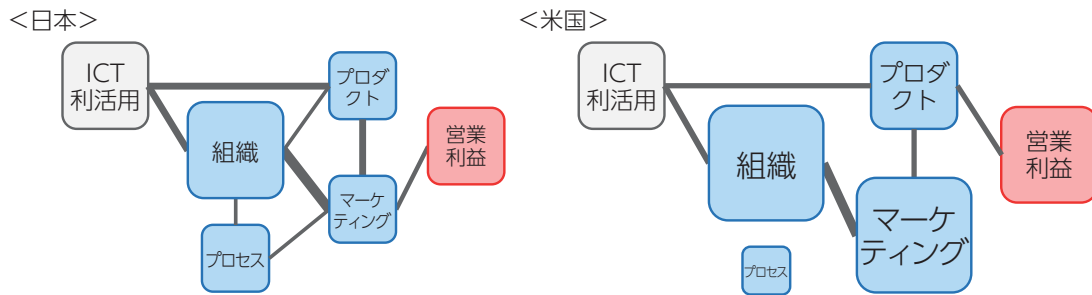 ＜日本＞
ICT
利活用
プロダ
クト
組織
営業
利益
マーケ
ティング
プロセス
＜米国＞
ICT
利活用
プロダ
クト
組織
営業
利益
マーケ
ティング
プロセス